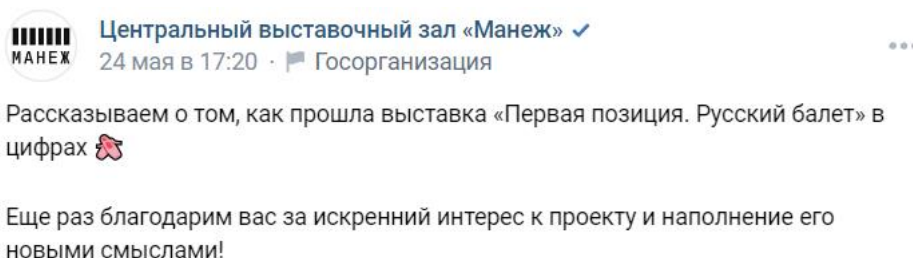 МАНЕЖ
Центральный выставочный зал «Манеж»
24 мая в 17:20 · Госорганизация
Рассказываем о том, как прошла выставка «Первая позиция. Русский балет» в
цифрах
Еще раз благодарим вас за искренний интерес к проекту и наполнение его
новыми смыслами!